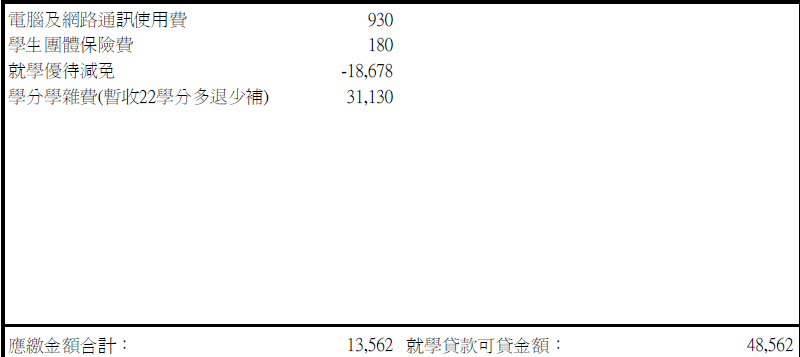 電腦及網路通訊使用費 930
學生團體保險費 180
就學優待減免 -18,678
學分學雜費(暫收22學分多退少補) 31,130
應繳金額合計： 13,562 就學貸款可貸金額： 48,562